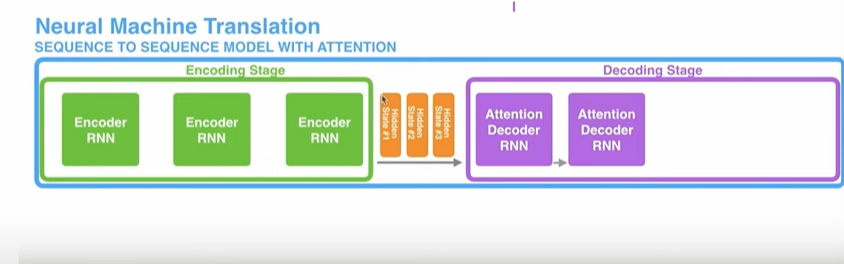 I
Neural Machine Translation
SEQUENCE TO SEQUENCE MODEL WITH ATTENTION
Encoding Stage
Decoding Stage
Encoder
RNN
Encoder
RNN
Encoder
RNN
Hidden
State #1
Hidden
State #2
Hidden
State #3
Attention
Decoder
RNN
Attention
Decoder
RNN